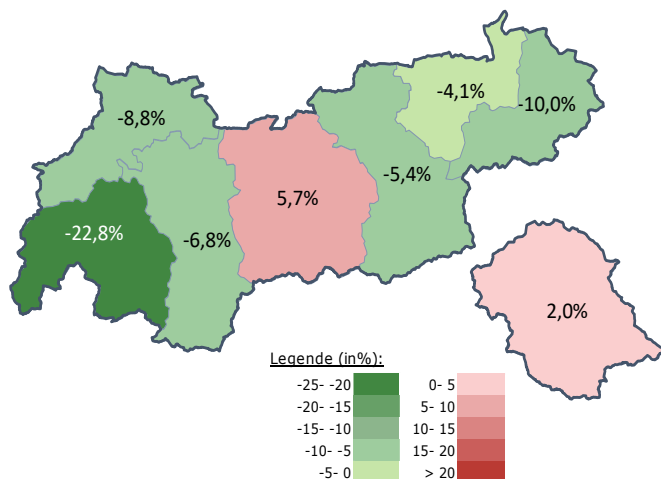 -4,1%
-10,0%
-8,8%
-5,4%
5,7%
-22,8%
-6,8%
2,0%
Legende (in%):
-25- -20 0- 5
-20- -15 5- 10
-15- -10 10- 15
-10- -5 15- 20
-5- 0 > 20